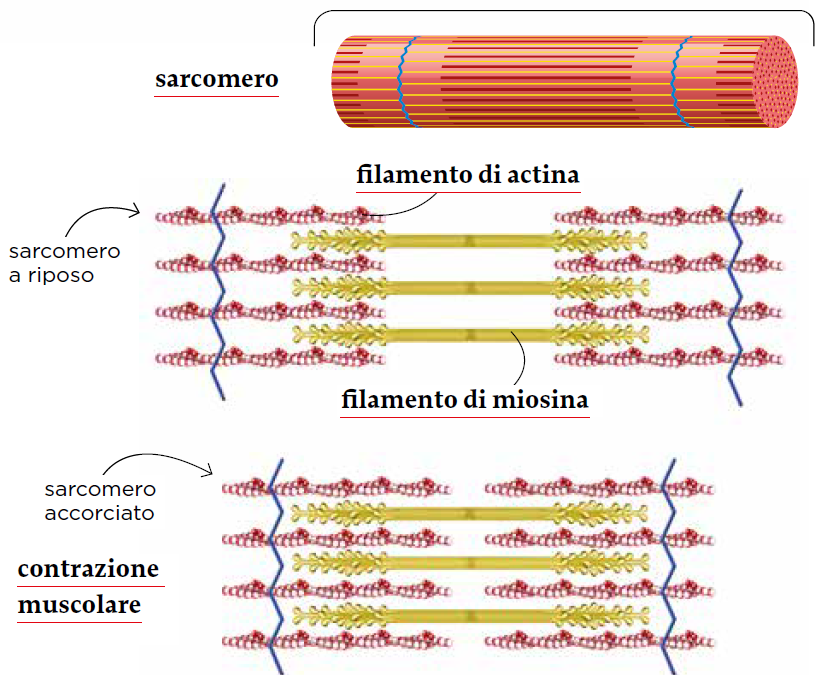 sarcomero
filamento di actina
sarcomero
a riposo
filamento di miosina
sarcomero
accorciato
contrazione
muscolare